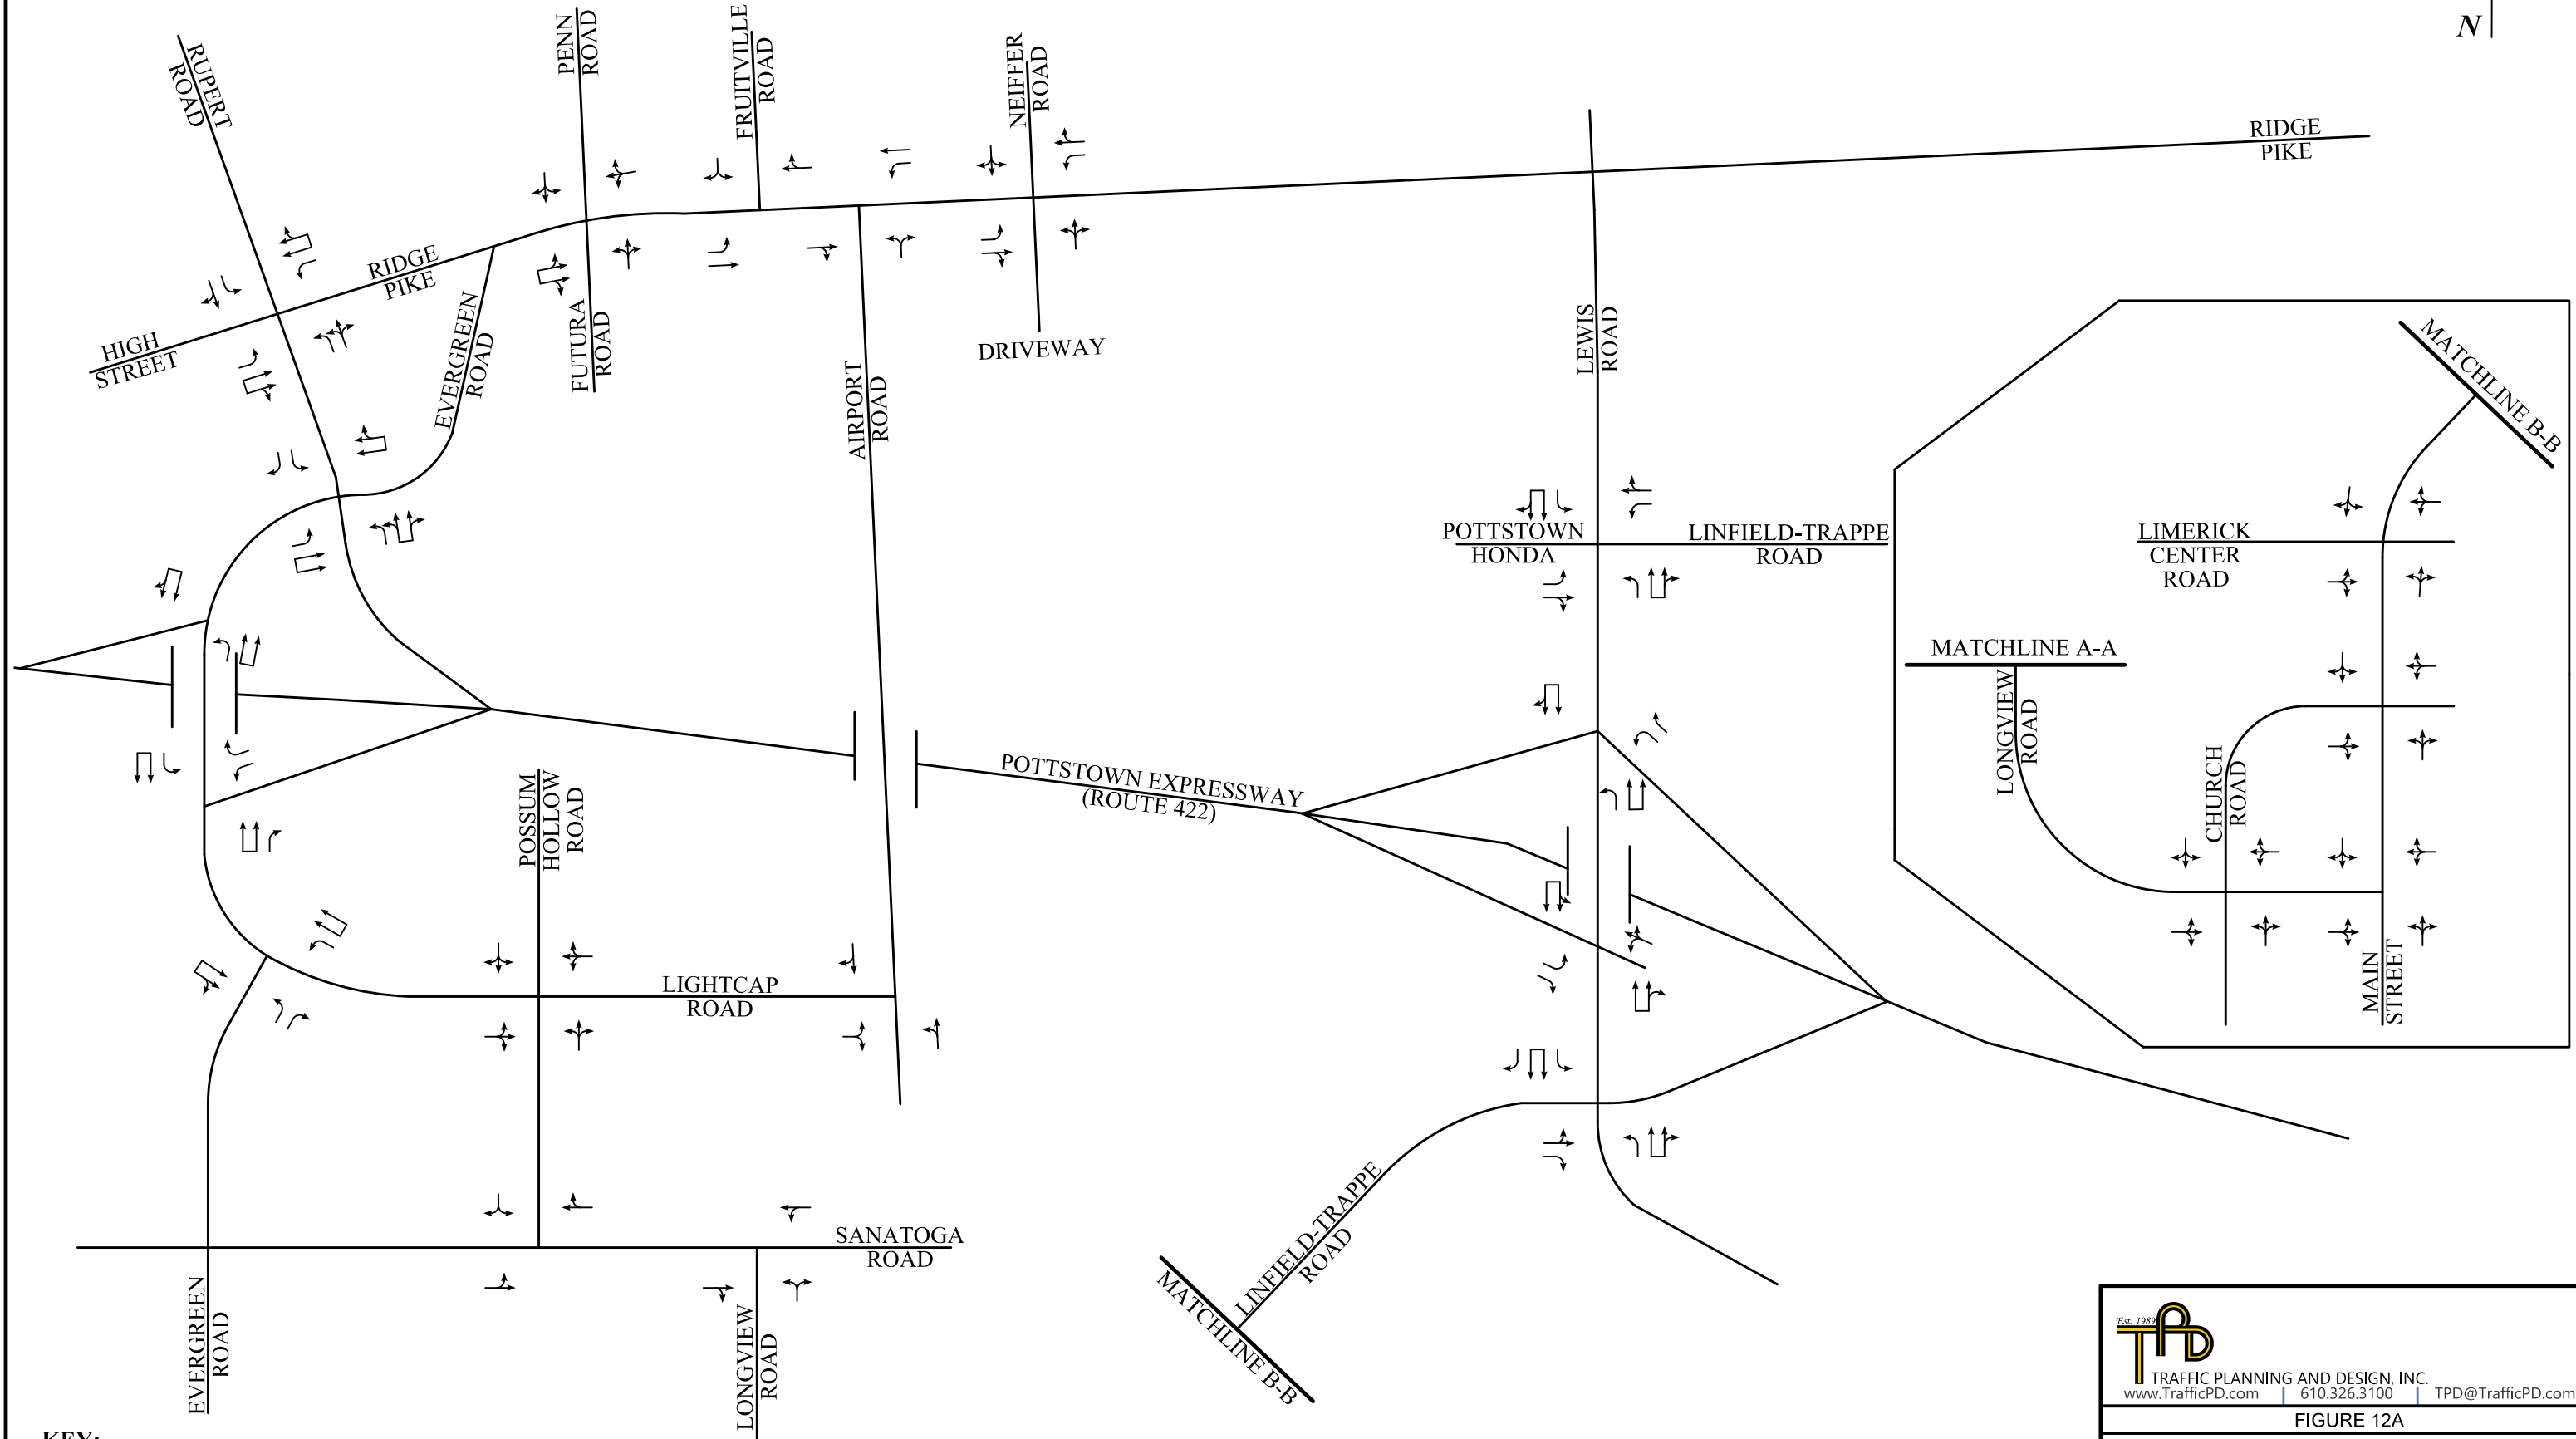 N
RUPERT
ROAD
PENN
ROAD
FRUITVILLE
ROAD
NEIFFER
ROAD
RIDGE
PIKE
RIDGE
PIKE
HIGH
STREET
EVERGREEN
ROAD
FUTURA
ROAD
AIRPORT
ROAD
DRIVEWAY
LEWIS
ROAD
MATCHLINE B-B
POTTSTOWN
HONDA
LINFIELD-TRAPPE
ROAD
LIMERICK
CENTER
ROAD
MATCHLINE A-A
LONGVIEW
ROAD
CHURCH
ROAD
MAIN
STREET
POTTSTOWN EXPRESSWAY
(ROUTE 422)
POSSUM
HOLLOW
ROAD
LIGHTCAP
ROAD
SANATOGA
ROAD
EVERGREEN
ROAD
LONGVIEW
ROAD
LINFIELD-TRAPPE
ROAD
MATCHLINE B-B
KEY:
Est. 1989
TPD
TRAFFIC PLANNING AND DESIGN, INC.
www.TrafficPD.com | 610.326.3100 | TPD@TrafficPD.com
FIGURE 12A